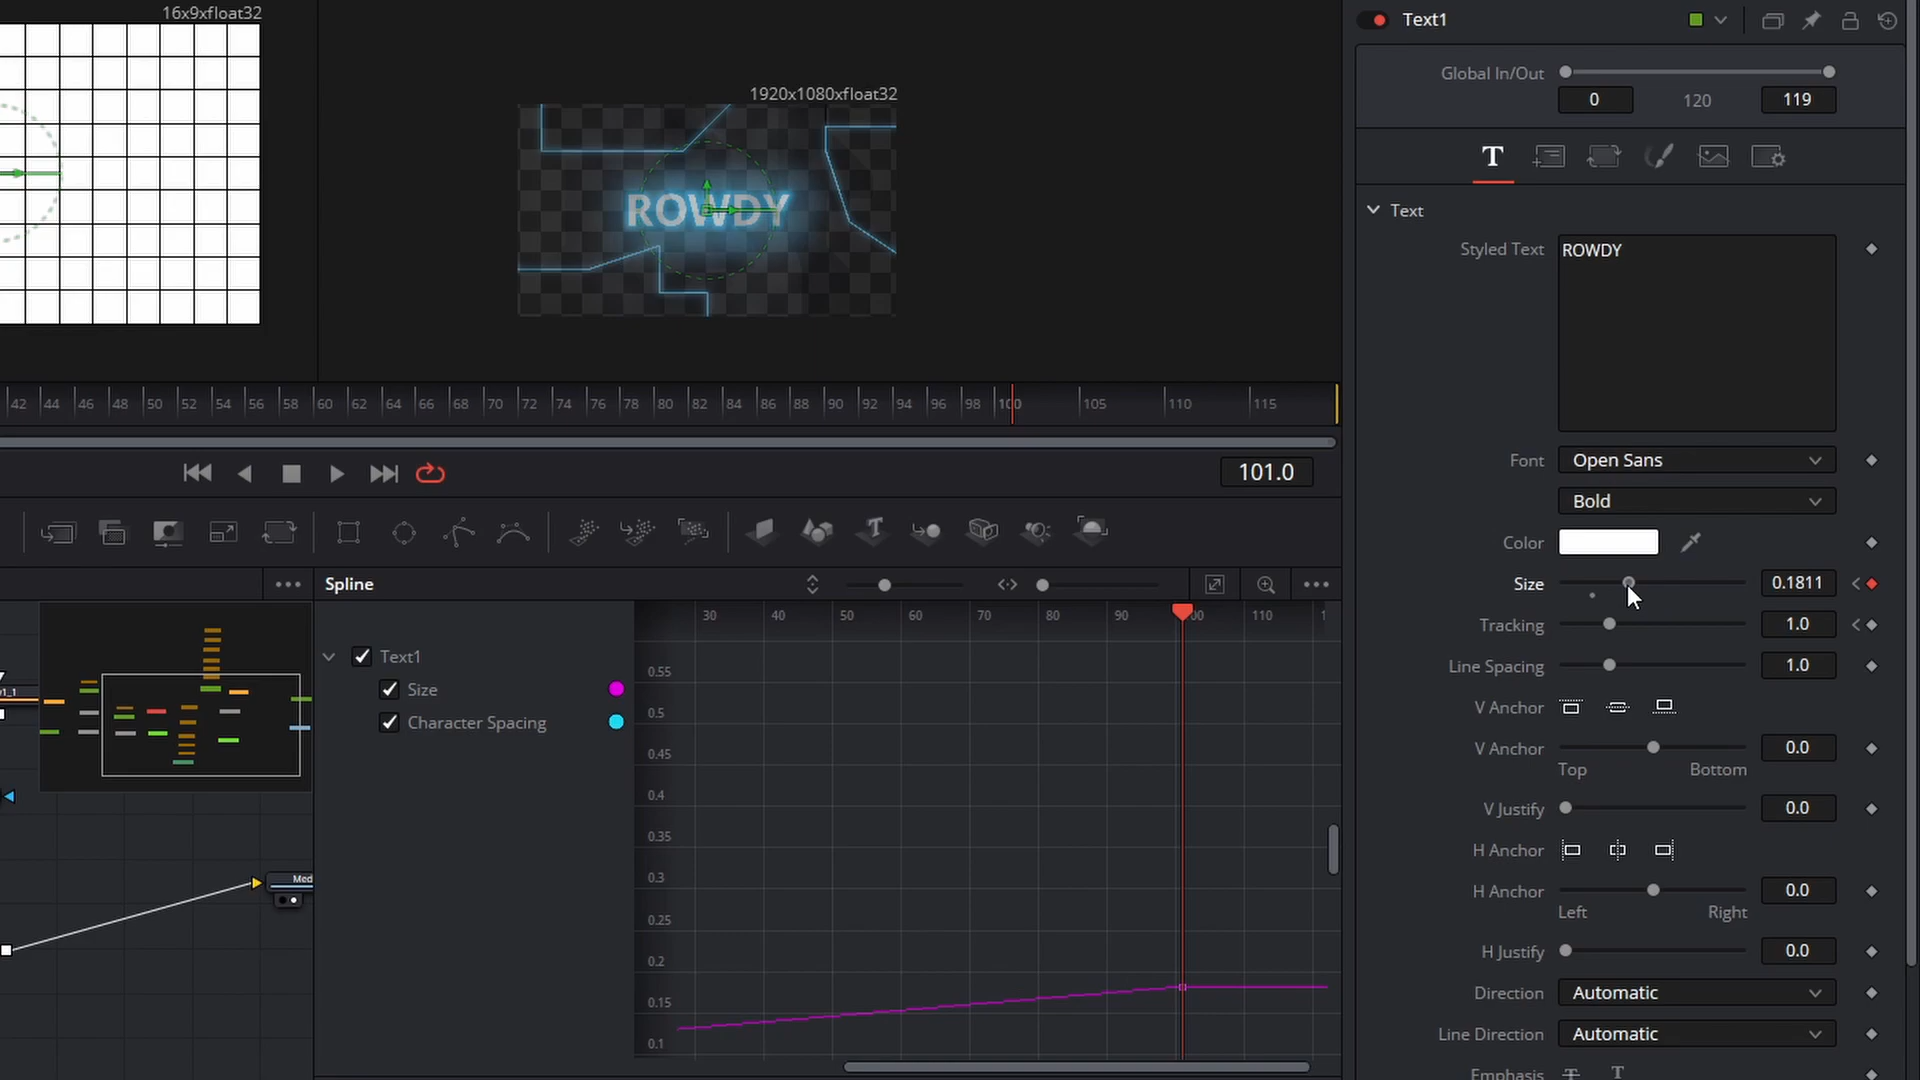 16x9xfloat32
1920x1080xfloat32
ROWDY
42 44 46 48 50 52 54 56 58 60 62 64 66 68 70 72 74 76 78 80 82 84 86 88 90 92 94 96 98 100 105 110 115
101.0
Spline
30 40 50 60 70 80 90 100 110
Text1
Size
Character Spacing
0.55
0.5
0.45
0.4
0.35
0.3
0.25
0.2
0.15
0.1
Med
Text1
Global In/Out
0 120 119
T
Text
Styled Text ROWDY
Font Open Sans
Bold
Color
Size 0.1811
Tracking 1.0
Line Spacing 1.0
V Anchor
V Anchor 0.0
Top Bottom
V Justify 0.0
H Anchor
H Anchor 0.0
Left Right
H Justify 0.0
Direction Automatic
Line Direction Automatic
Emphasis